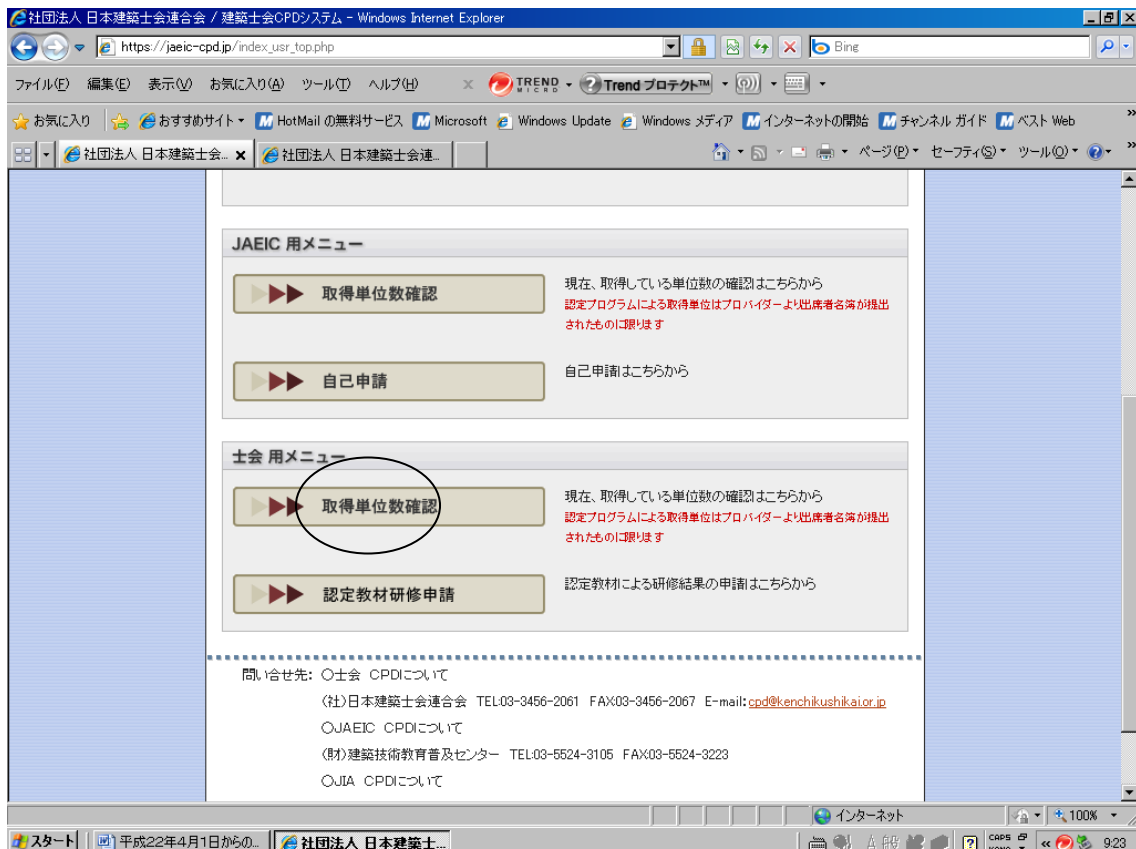 社団法人 日本建築士会連合会 / 建築士会CPDシステム - Windows Internet Explorer
https://jaeic-cpd.jp/index_usr_top.php
Bing
ファイル(F) 編集(E) 表示(V) お気に入り(A) ツール(T) ヘルプ(H) x TREND MICRO Trend プロテクト™
お気に入り おすすめサイト HotMail の無料サービス Microsoft Windows Update Windows メディア インターネットの開始 チャンネル ガイド ベスト Web »
社団法人 日本建築士会... x 社団法人 日本建築士会連... ページ(P) セーフティ(S) ツール(O) »
JAEIC 用メニュー
取得単位数確認
現在、取得している単位数の確認はこちらから
認定プログラムによる取得単位はプロバイダーより出席者名簿が提出
されたものに限ります
自己申請
自己申請はこちらから
士会 用メニュー
取得単位数確認
現在、取得している単位数の確認はこちらから
認定プログラムによる取得単位はプロバイダーより出席者名簿が提出
されたものに限ります
認定教材研修申請
認定教材による研修結果の申請はこちらから
問い合せ先: ○士会 CPDについて
(社)日本建築士会連合会 TEL:03-3456-2061 FAX:03-3456-2067 E-mail:cpd@kenchikushikai.or.jp
○JAEIC CPDについて
(財)建築技術教育普及センター TEL:03-5524-3105 FAX:03-5524-3223
○JIA CPDについて
インターネット 100%
スタート 平成22年4月1日からの... 社団法人 日本建築士... A 般 CAPS « 9:23